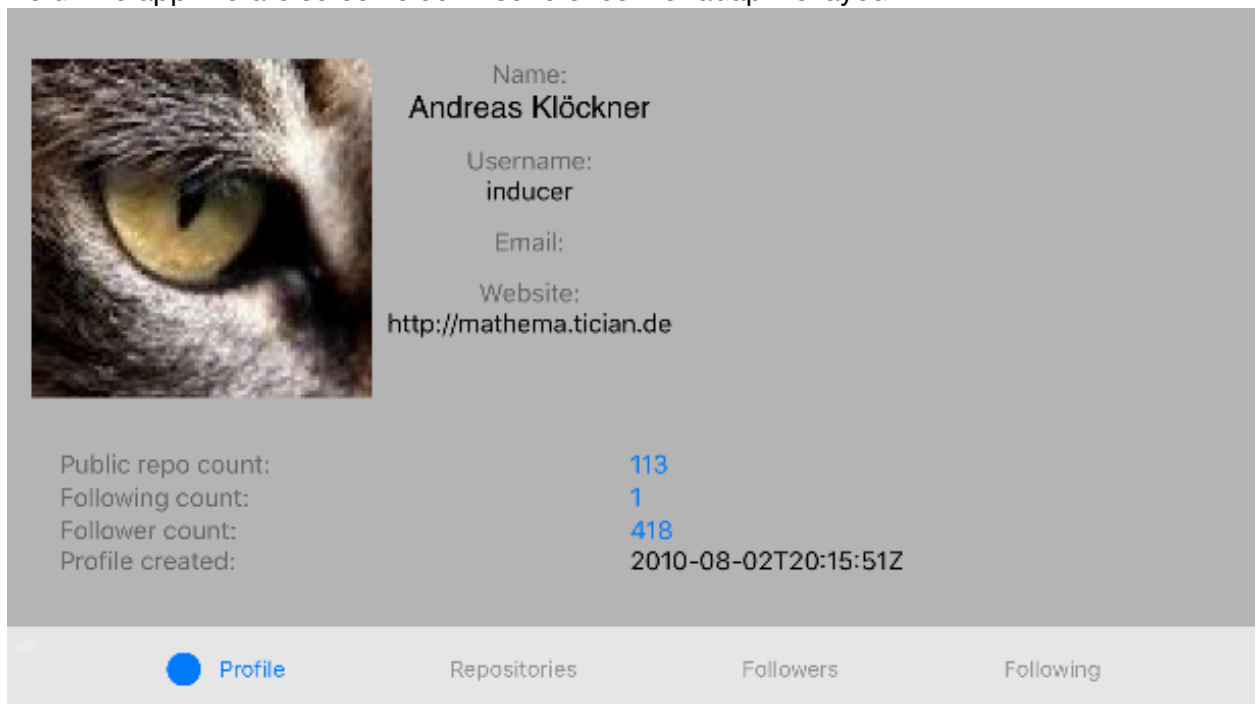 Name:
Andreas Klöckner
Username:
inducer
Email:
Website:
http://mathema.tician.de
Public repo count: 113
Following count: 1
Follower count: 418
Profile created: 2010-08-02T20:15:51Z
Profile Repositories Followers Following